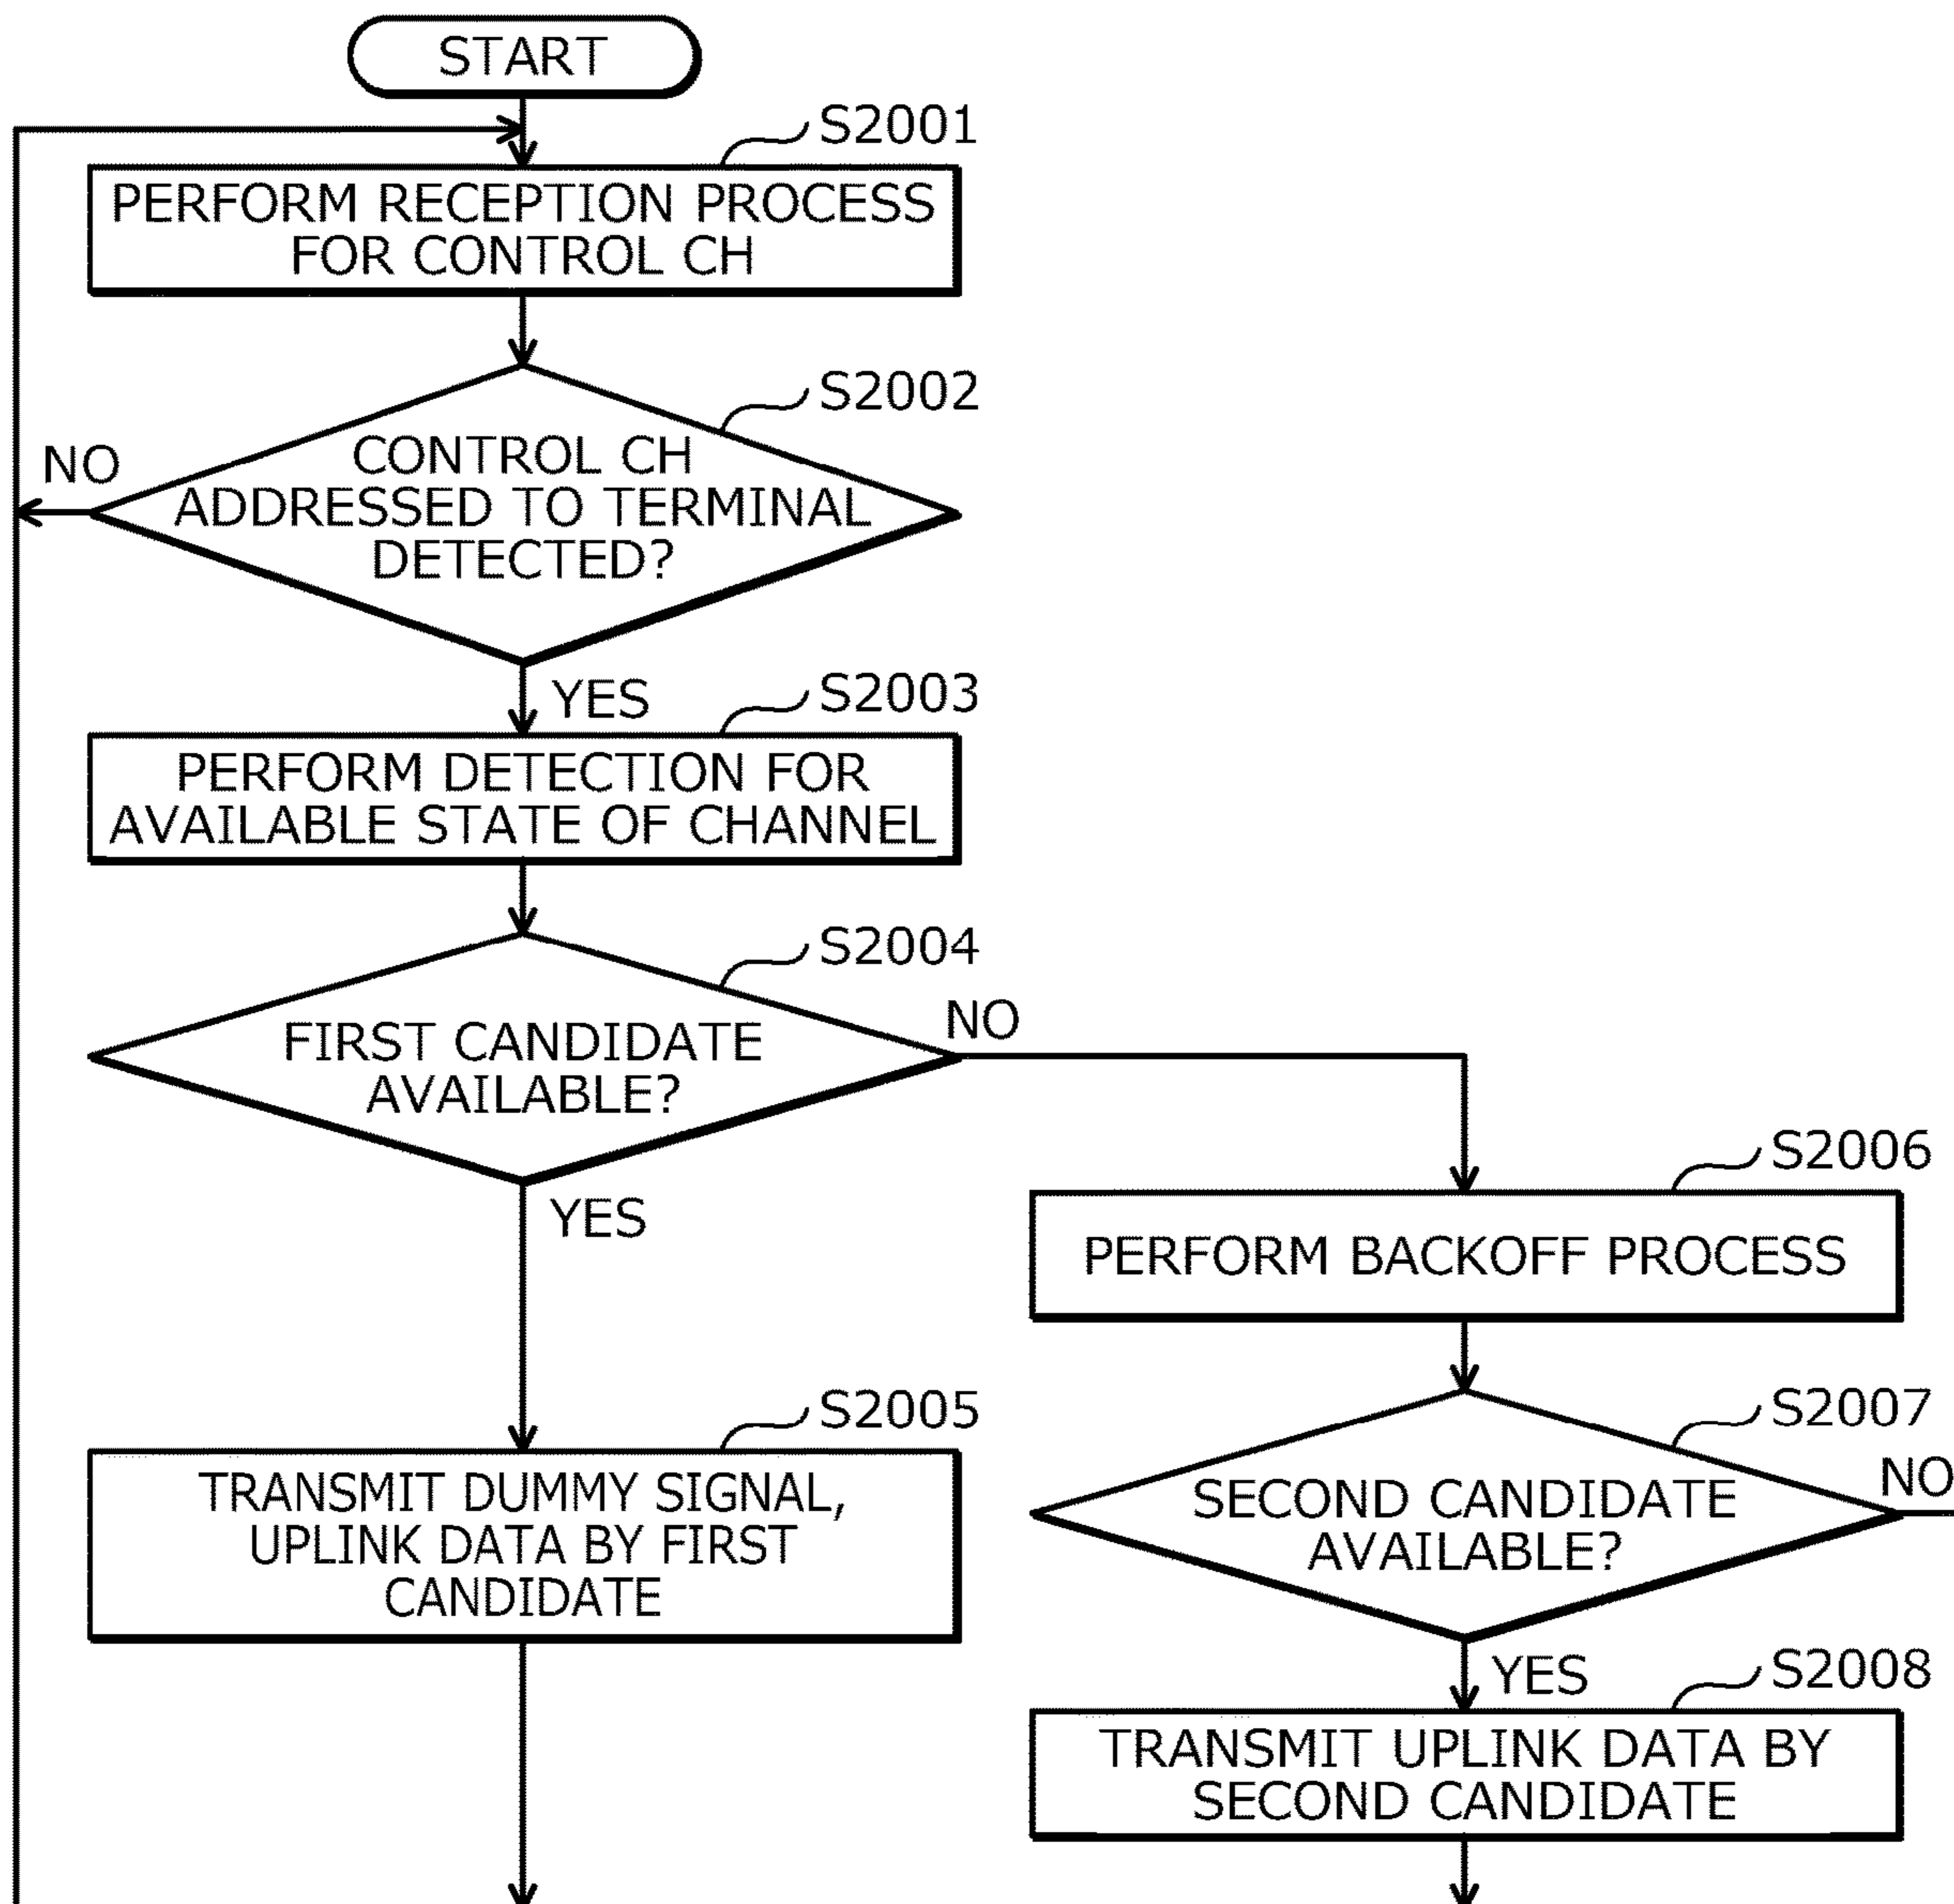 START
S2001
PERFORM RECEPTION PROCESS
FOR CONTROL CH
S2002
NO
CONTROL CH
ADDRESSED TO TERMINAL
DETECTED?
YES
S2003
PERFORM DETECTION FOR
AVAILABLE STATE OF CHANNEL
S2004
FIRST CANDIDATE
AVAILABLE?
NO
YES
S2006
PERFORM BACKOFF PROCESS
S2005
TRANSMIT DUMMY SIGNAL,
UPLINK DATA BY FIRST
CANDIDATE
S2007
SECOND CANDIDATE
AVAILABLE?
NO
YES
S2008
TRANSMIT UPLINK DATA BY
SECOND CANDIDATE